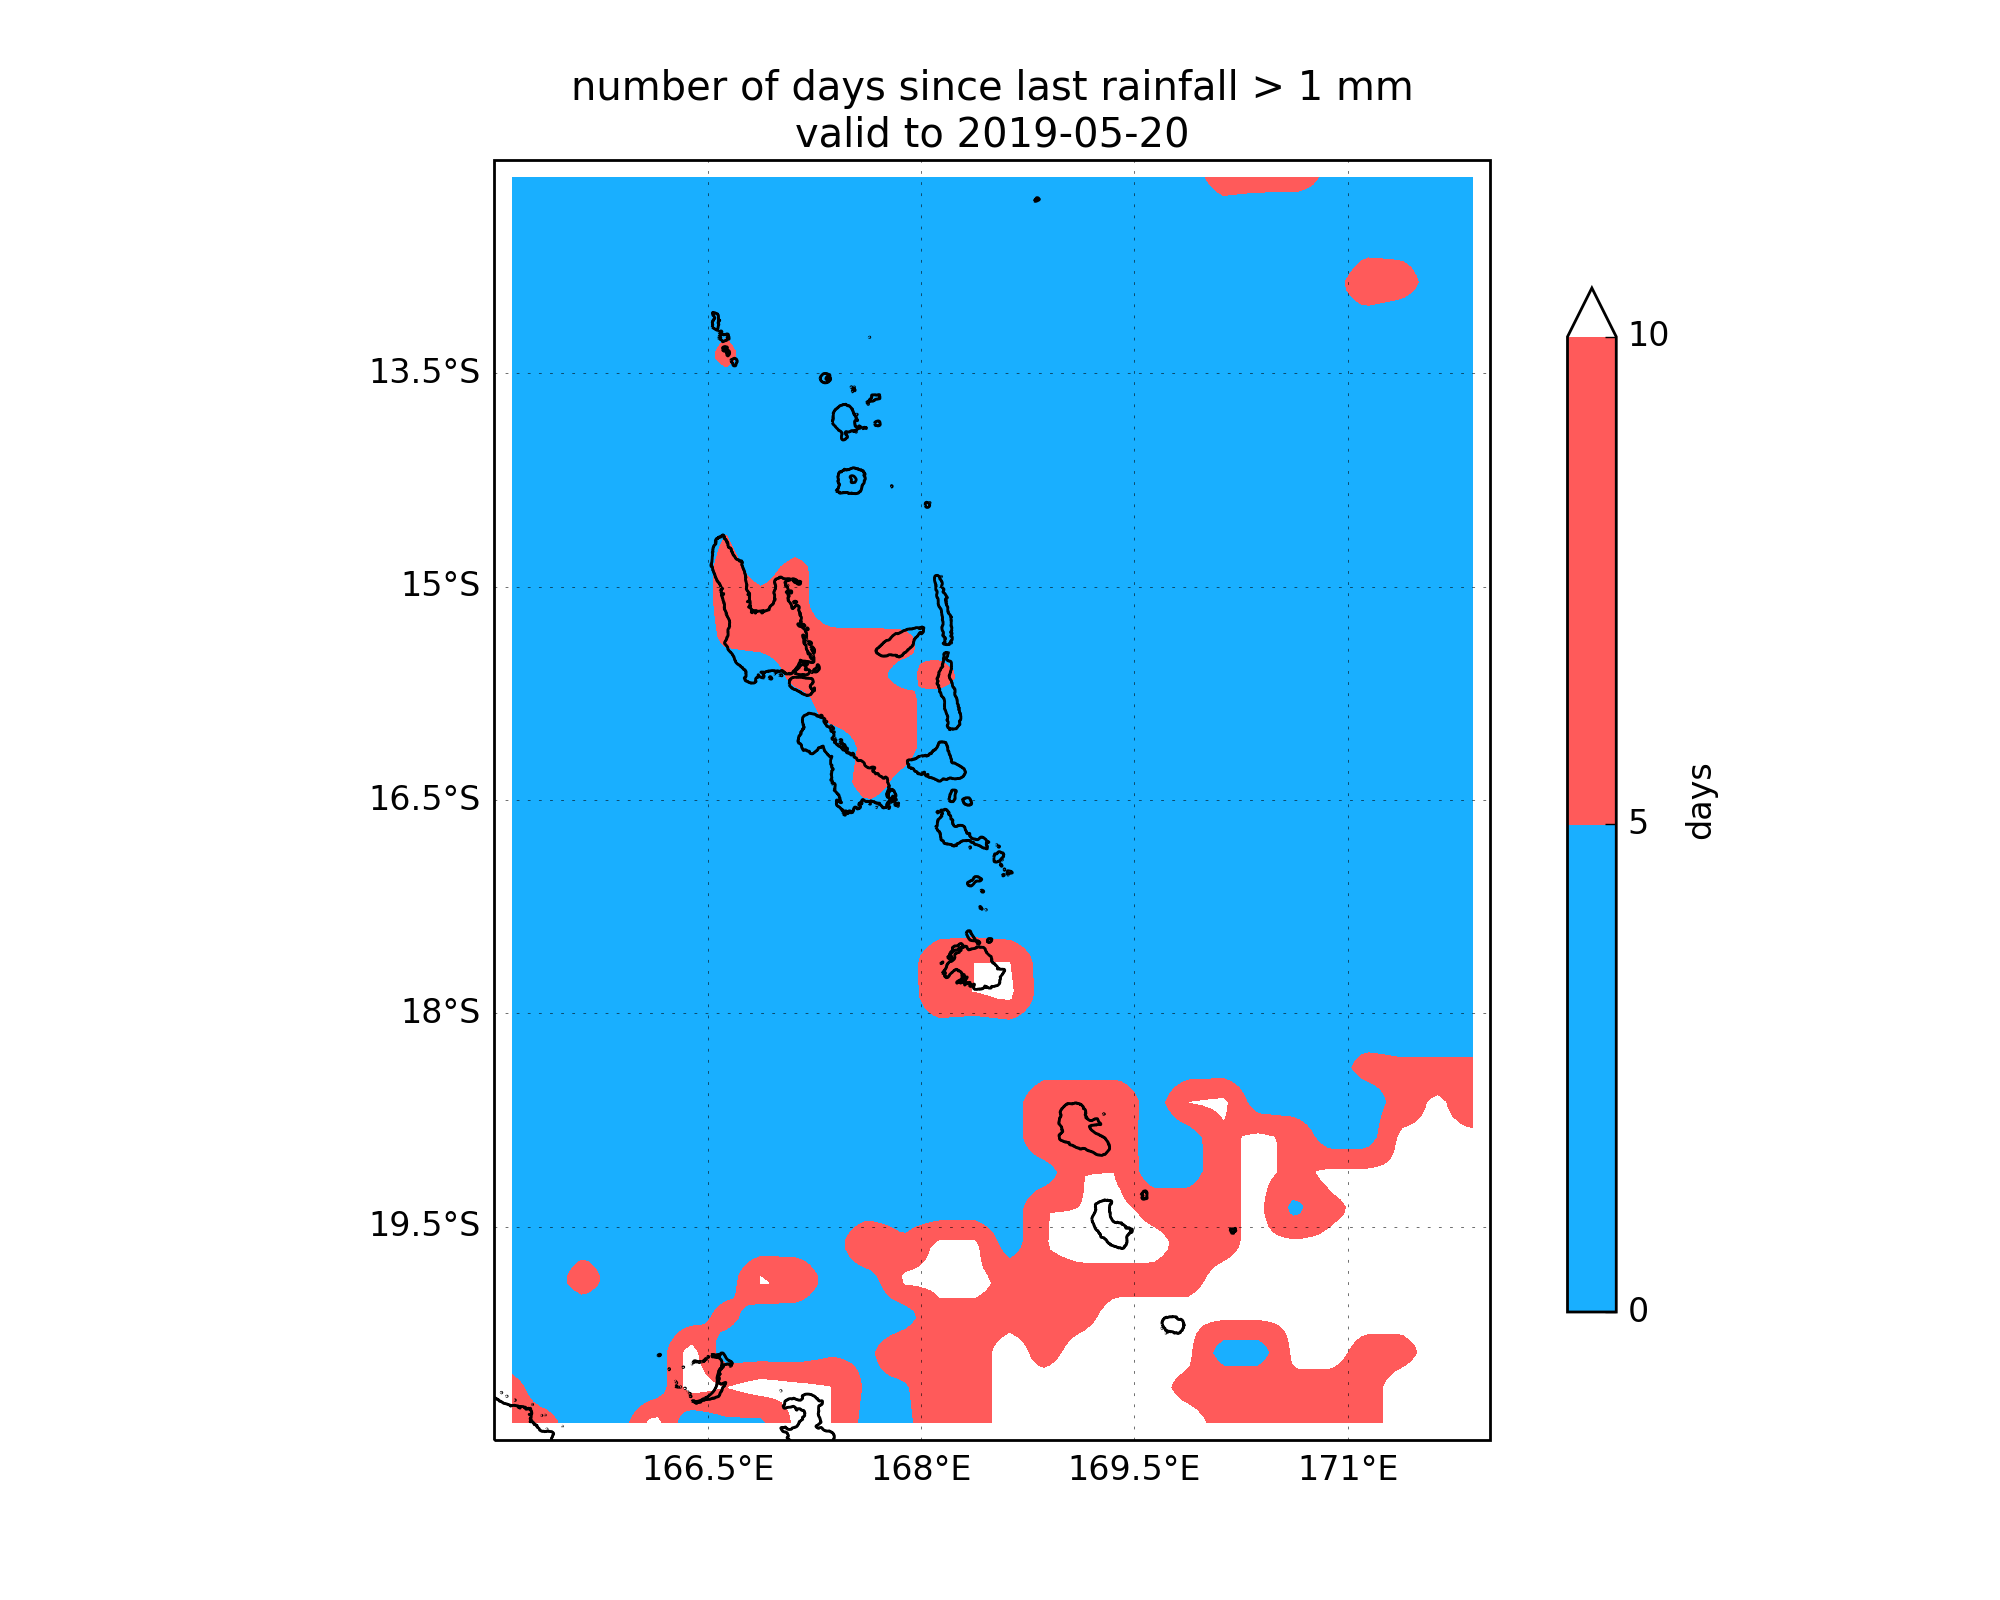 number of days since last rainfall > 1 mm
valid to 2019-05-20
13.5°S
15°S
16.5°S
18°S
19.5°S
166.5°E
168°E
169.5°E
171°E
10
5
0
days